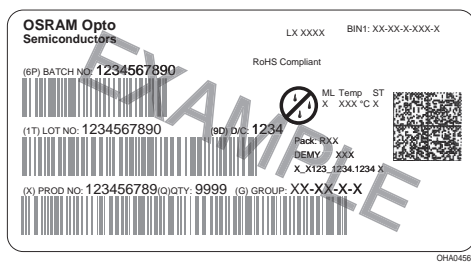 OSRAM Opto
Semiconductors
LX XXXX
BIN1: XX-XX-X-XXX-X
RoHS Compliant
(6P) BATCH NO: 1234567890
ML Temp ST
X XXX °C X
(1T) LOT NO: 1234567890 (9D) D/C: 1234
Pack: RXX
DEMY XXX
X_X123_1234.1234 X
(X) PROD NO: 123456789(Q)QTY: 9999 (G) GROUP: XX-XX-X-X
EXAMPLE
OHA04563